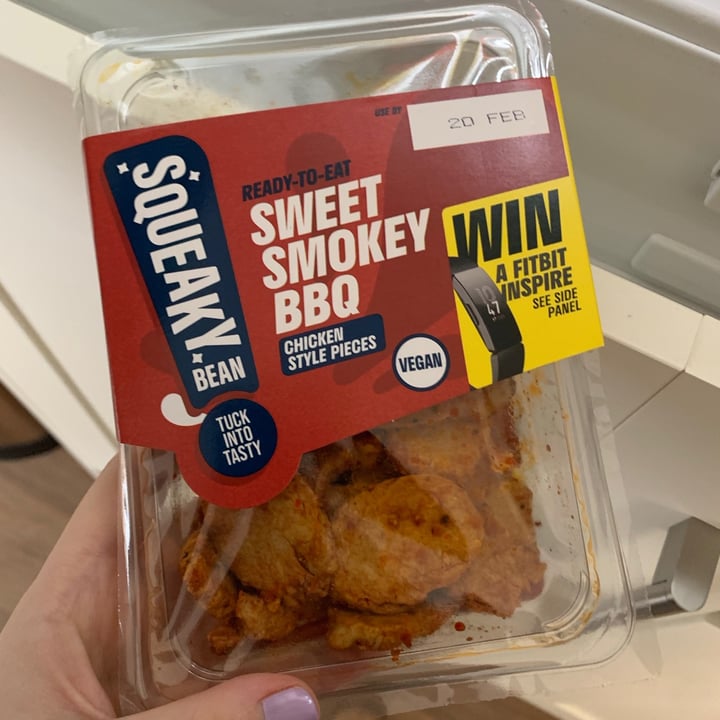 USE BY
20 FEB
SQUEAKY
BEAN
READY-TO-EAT
SWEET
SMOKEY
BBQ
CHICKEN
STYLE PIECES
VEGAN
TUCK
INTO
TASTY
WIN
A FITBIT
INSPIRE
SEE SIDE
PANEL
47